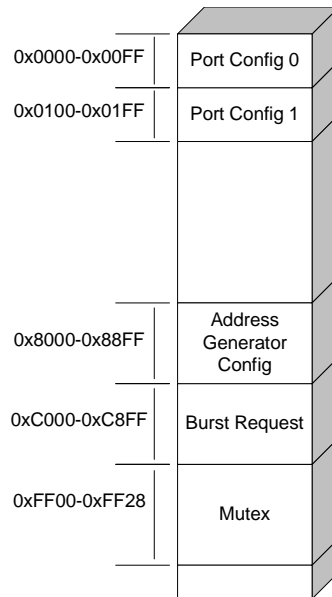 0x0000-0x00FF
Port Config 0
0x0100-0x01FF
Port Config 1
0x8000-0x88FF
Address
Generator
Config
0xC000-0xC8FF
Burst Request
0xFF00-0xFF28
Mutex